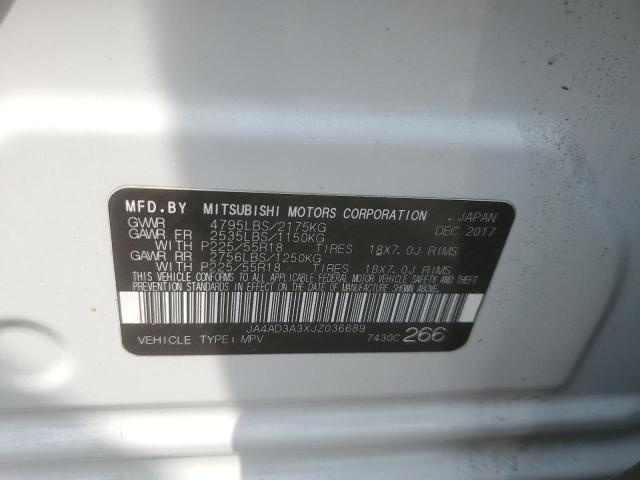 MFD.BY MITSUBISHI MOTORS CORPORATION , JAPAN
GVWR 4795LBS/2175KG DEC 2017
GAWR FR 2535LBS/1150KG
WITH P225/55R18 TIRES 18X7.0J RIMS
GAWR RR 2756LBS/1250KG
WITH P225/55R18 TIRES 18X7.0J RIMS
THIS VEHICLE CONFORMS TO ALL APPLICABLE FEDERAL MOTOR VEHICLE SAFETY AND THEFT
PREVENTION STANDARDS IN EFFECT ON THE DATE OF MANUFACTURE SHOWN ABOVE.
JA4AD3A3XJZ036689
VEHICLE TYPE: MPV 7430C 266